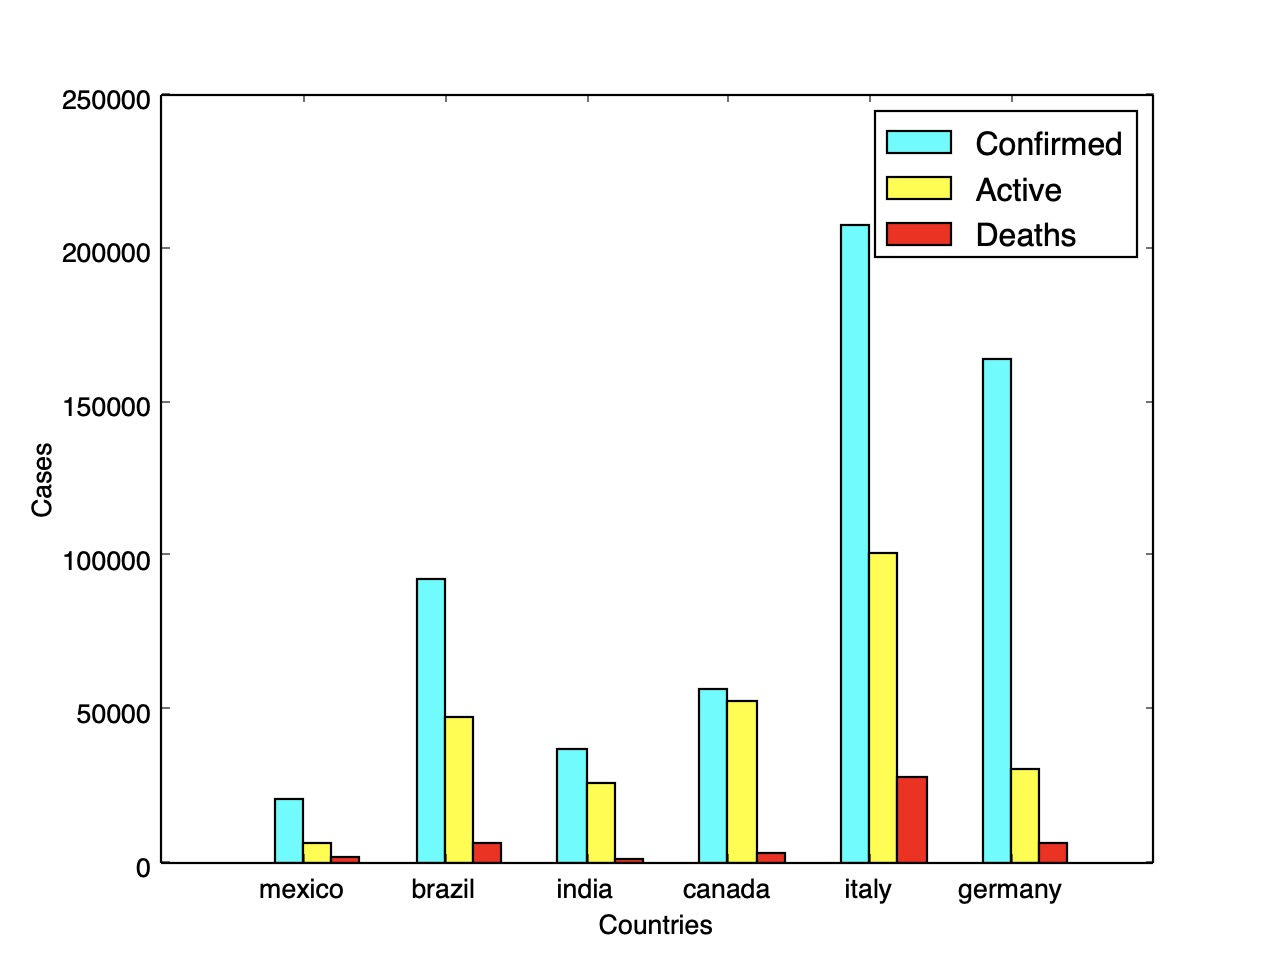 250000
200000
150000
100000
50000
0
Cases
Confirmed
Active
Deaths
mexico brazil india canada italy germany
Countries